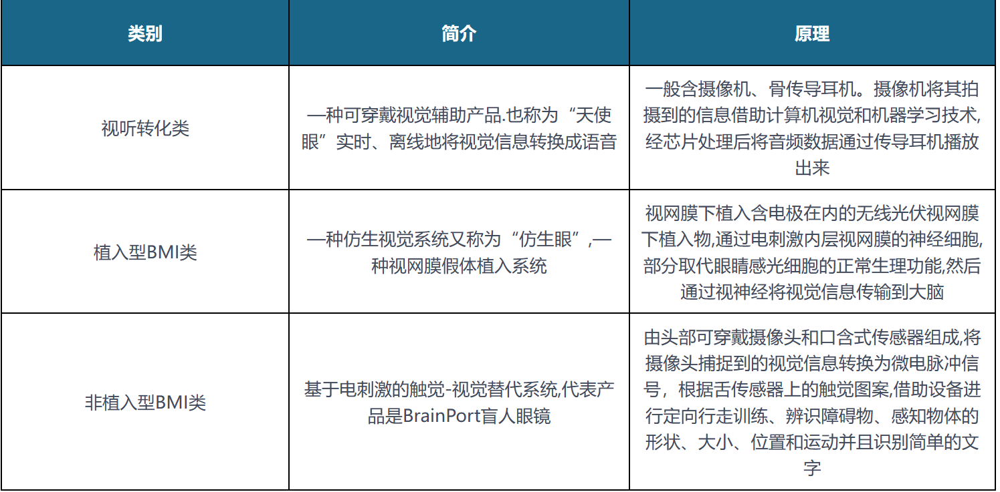 类别
简介
原理
视听转化类
—种可穿戴视觉辅助产品.也称为“天使
眼”实时、离线地将视觉信息转换成语音
一般含摄像机、骨传导耳机。摄像机将其拍
摄到的信息借助计算机视觉和机器学习技术,
经芯片处理后将音频数据通过传导耳机播放
出来
植入型BMI类
—种仿生视觉系统又称为“仿生眼”,—
种视网膜假体植入系统
视网膜下植入含电极在内的无线光伏视网膜
下植入物,通过电刺激内层视网膜的神经细胞,
部分取代眼睛感光细胞的正常生理功能,然后
通过视神经将视觉信息传输到大脑
非植入型BMI类
基于电刺激的触觉-视觉替代系统,代表产
品是BrainPort盲人眼镜
由头部可穿戴摄像头和口含式传感器组成,将
摄像头捕捉到的视觉信息转换为微电脉冲信
号，根据舌传感器上的触觉图案,借助设备进
行定向行走训练、辨识障碍物、感知物体的
形状、大小、位置和运动并且识别简单的文
字